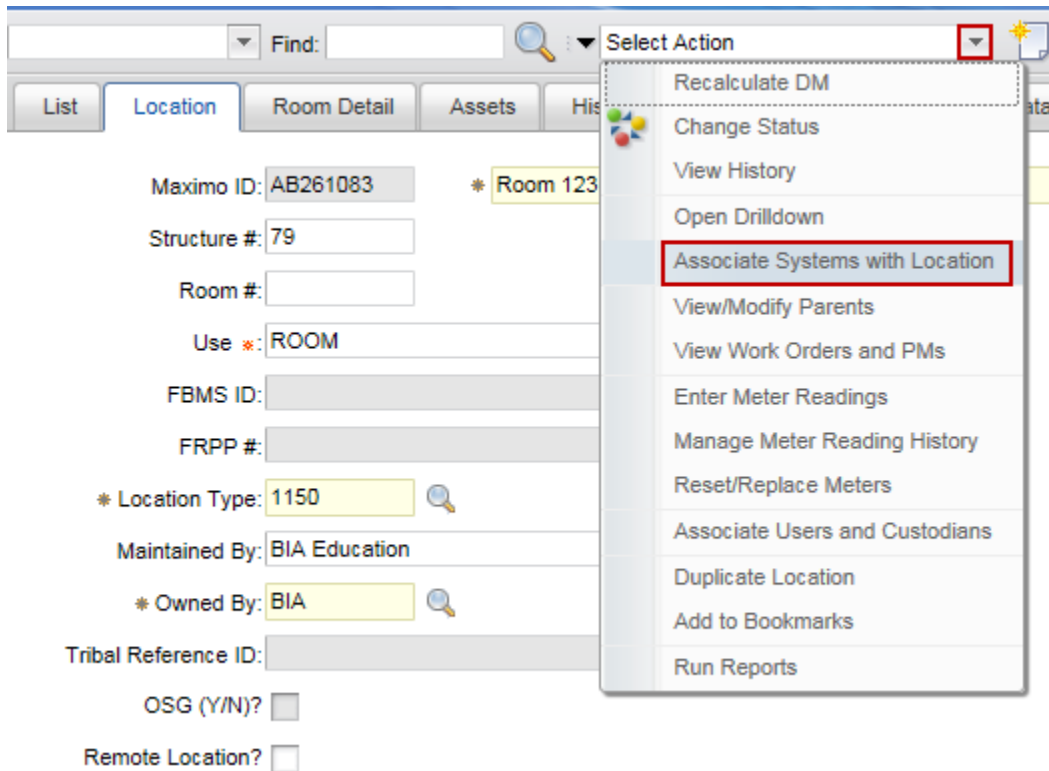 Find:
Select Action
List
Location
Room Detail
Assets
Recalculate DM
Change Status
View History
Open Drilldown
Associate Systems with Location
View/Modify Parents
View Work Orders and PMs
Enter Meter Readings
Manage Meter Reading History
Reset/Replace Meters
Associate Users and Custodians
Duplicate Location
Add to Bookmarks
Run Reports
Maximo ID: AB261083 * Room 123
Structure #: 79
Room #:
Use *: ROOM
FBMS ID:
FRPP #:
* Location Type: 1150
Maintained By: BIA Education
* Owned By: BIA
Tribal Reference ID:
OSG (Y/N)?
Remote Location?